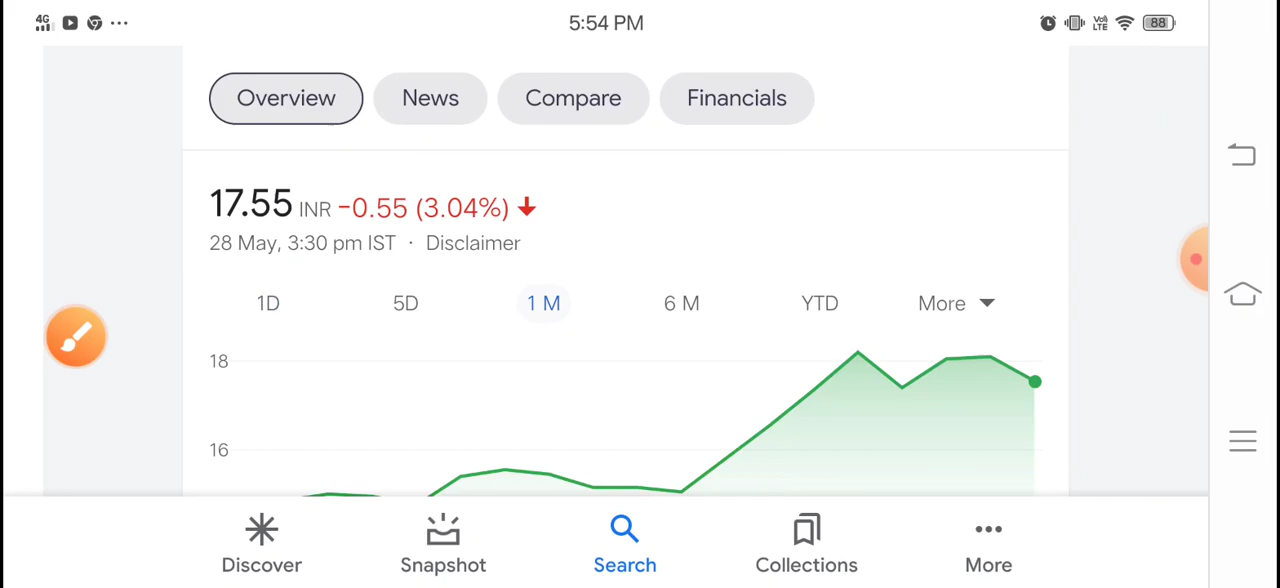 4G ... 5:54 PM VoLTE 88
Overview News Compare Financials
17.55 INR -0.55 (3.04%)
28 May, 3:30 pm IST · Disclaimer
1D 5D 1 M 6 M YTD More
18
16
Discover Snapshot Search Collections More